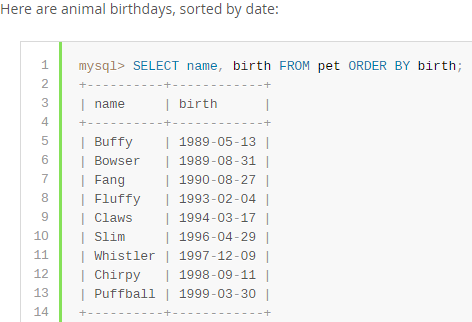 Here are animal birthdays, sorted by date:
1 mysql> SELECT name, birth FROM pet ORDER BY birth;
2 +----------+------------+
3 | name     | birth      |
4 +----------+------------+
5 | Buffy    | 1989-05-13 |
6 | Bowser   | 1989-08-31 |
7 | Fang     | 1990-08-27 |
8 | Fluffy   | 1993-02-04 |
9 | Claws    | 1994-03-17 |
10 | Slim     | 1996-04-29 |
11 | Whistler | 1997-12-09 |
12 | Chirpy   | 1998-09-11 |
13 | Puffball | 1999-03-30 |
14 +----------+------------+